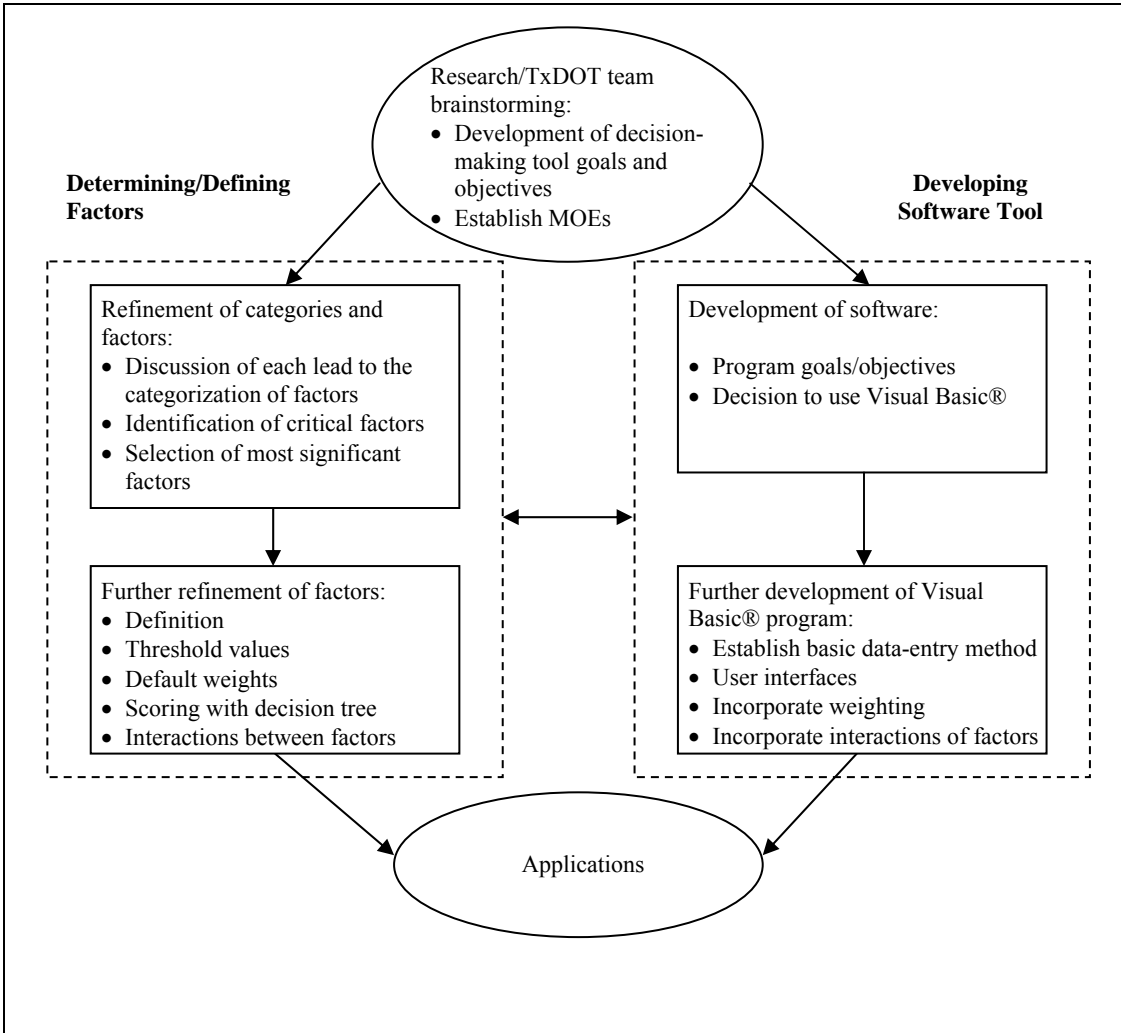 Research/TxDOT team
brainstorming:
• Development of decision-
making tool goals and
objectives
• Establish MOEs
Determining/Defining
Factors
Developing
Software Tool
Refinement of categories and
factors:
• Discussion of each lead to the
categorization of factors
• Identification of critical factors
• Selection of most significant
factors
Development of software:
• Program goals/objectives
• Decision to use Visual Basic®
Further refinement of factors:
• Definition
• Threshold values
• Default weights
• Scoring with decision tree
• Interactions between factors
Further development of Visual
Basic® program:
• Establish basic data-entry method
• User interfaces
• Incorporate weighting
• Incorporate interactions of factors
Applications